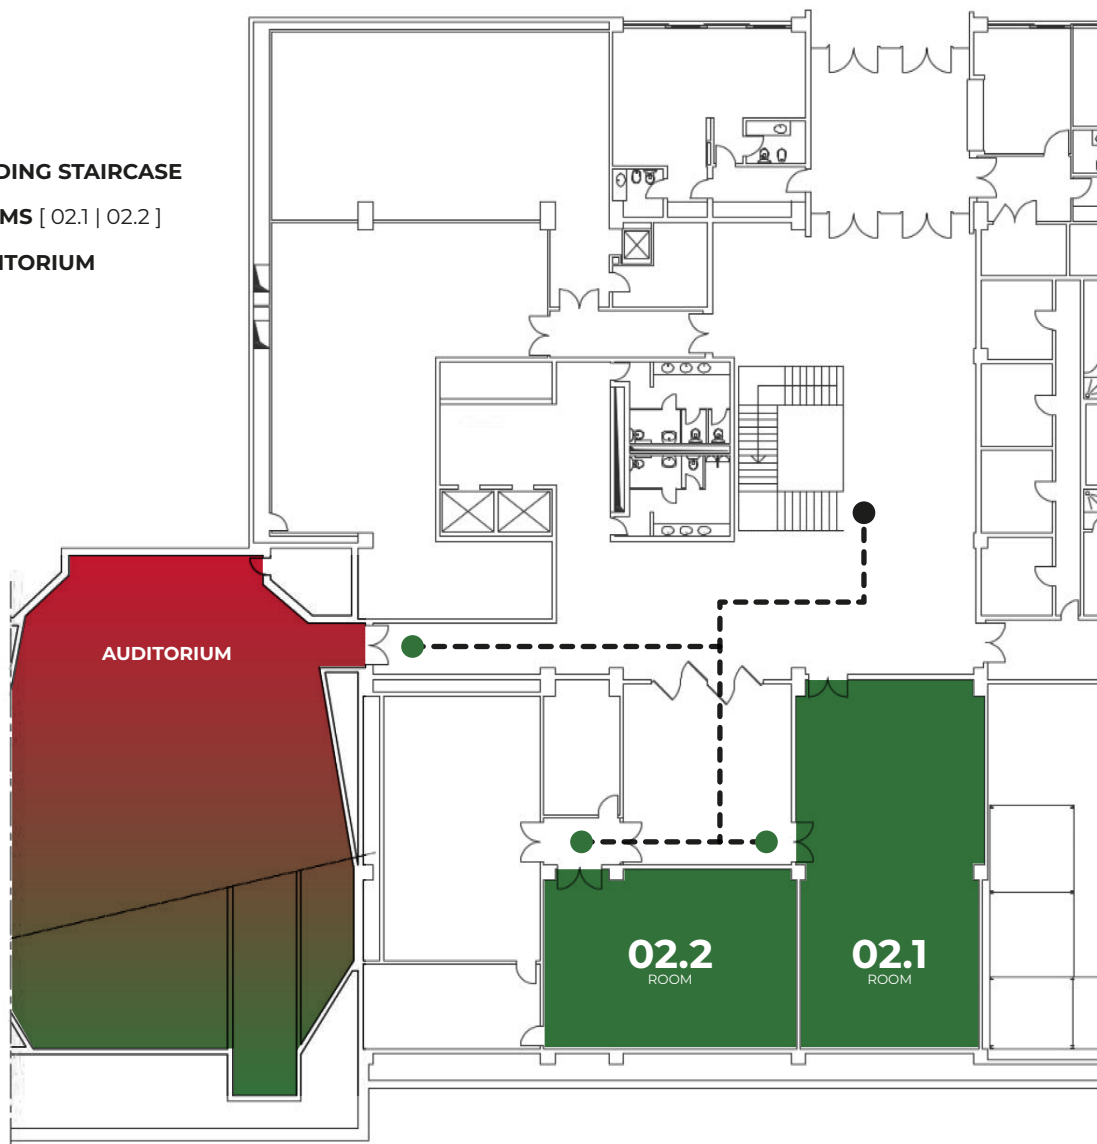 DING STAIRCASE
MS [ 02.1 | 02.2 ]
ITORIUM
AUDITORIUM
02.2
ROOM
02.1
ROOM